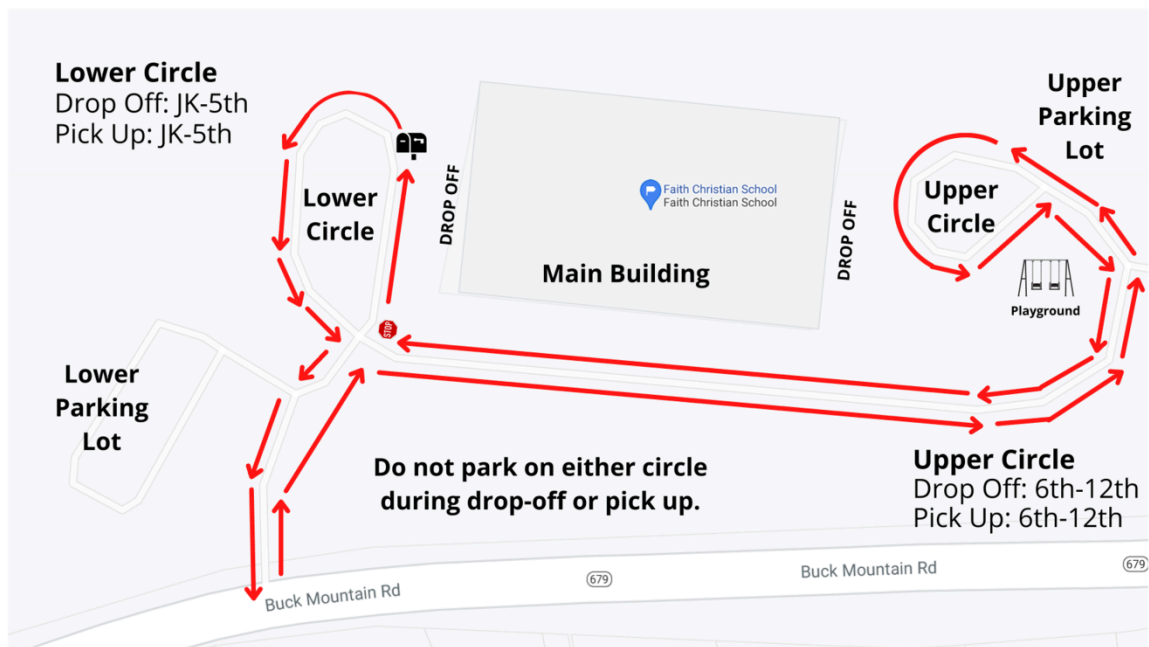 Lower Circle
Drop Off: JK-5th
Pick Up: JK-5th
Upper
Parking
Lot
Lower
Circle
DROP OFF
Faith Christian School
Faith Christian School
Main Building
DROP OFF
Upper
Circle
Playground
STOP
Lower
Parking
Lot
Do not park on either circle
during drop-off or pick up.
Upper Circle
Drop Off: 6th-12th
Pick Up: 6th-12th
Buck Mountain Rd
679
Buck Mountain Rd
679